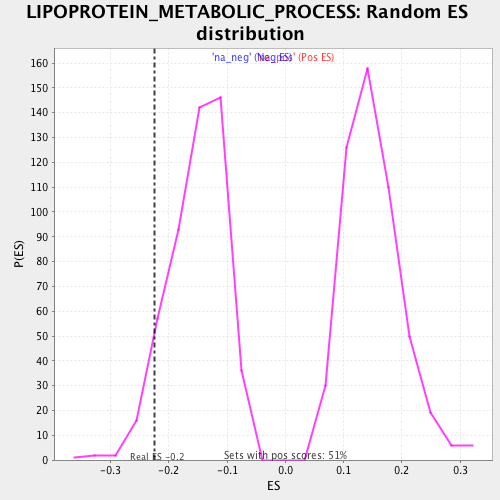 LIPOPROTEIN_METABOLIC_PROCESS: Random ES
distribution
'na_neg' (Neg ES)
(Pos ES)
160
150
140
130
120
110
100
90
80
70
60
50
40
30
20
10
0
P(ES)
Real ES -0.2
Sets with pos scores: 51%
-0.3 -0.2 -0.1 0.0 0.1 0.2 0.3
ES